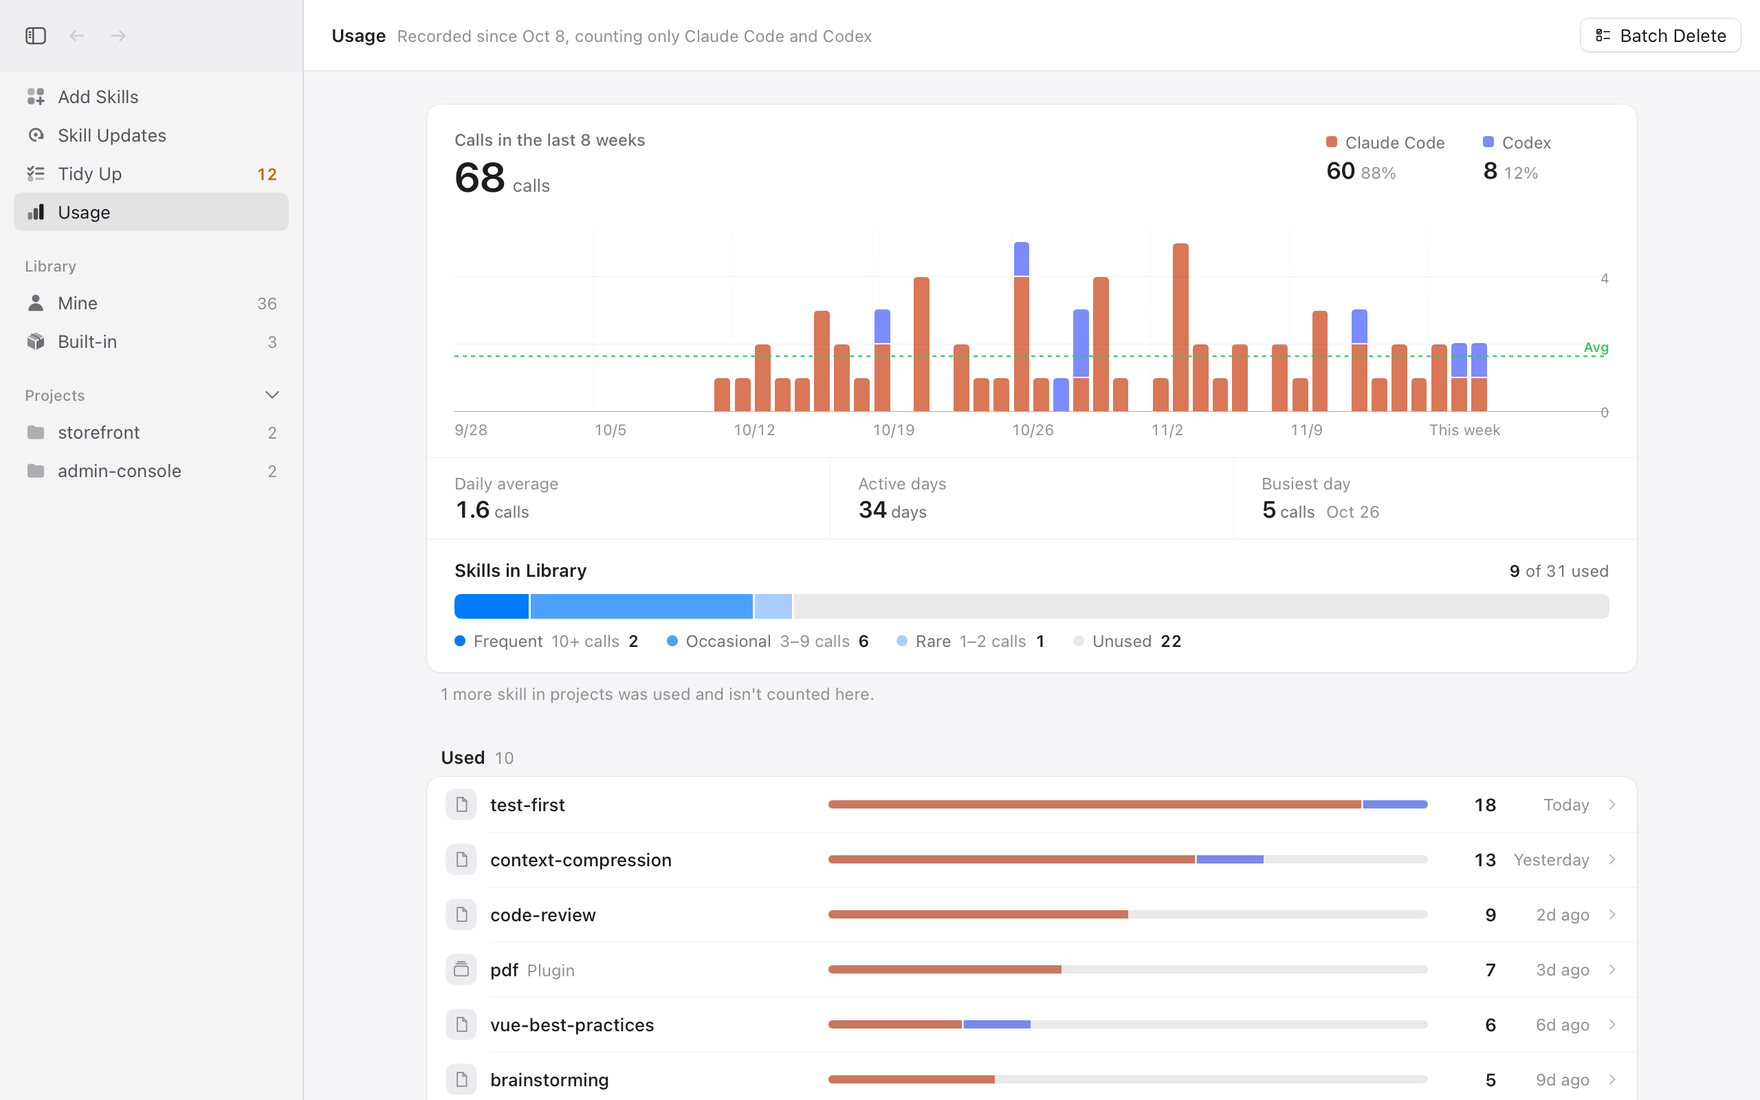 Usage Recorded since Oct 8, counting only Claude Code and Codex
Batch Delete
Add Skills
Skill Updates
Tidy Up 12
Usage
Library
Mine 36
Built-in 3
Projects
storefront 2
admin-console 2
Calls in the last 8 weeks
68 calls
Claude Code
60 88%
Codex
8 12%
4
Avg
0
9/28 10/5 10/12 10/19 10/26 11/2 11/9 This week
Daily average
1.6 calls
Active days
34 days
Busiest day
5 calls Oct 26
Skills in Library 9 of 31 used
Frequent 10+ calls 2 Occasional 3–9 calls 6 Rare 1–2 calls 1 Unused 22
1 more skill in projects was used and isn't counted here.
Used 10
test-first 18 Today
context-compression 13 Yesterday
code-review 9 2d ago
pdf Plugin 7 3d ago
vue-best-practices 6 6d ago
brainstorming 5 9d ago